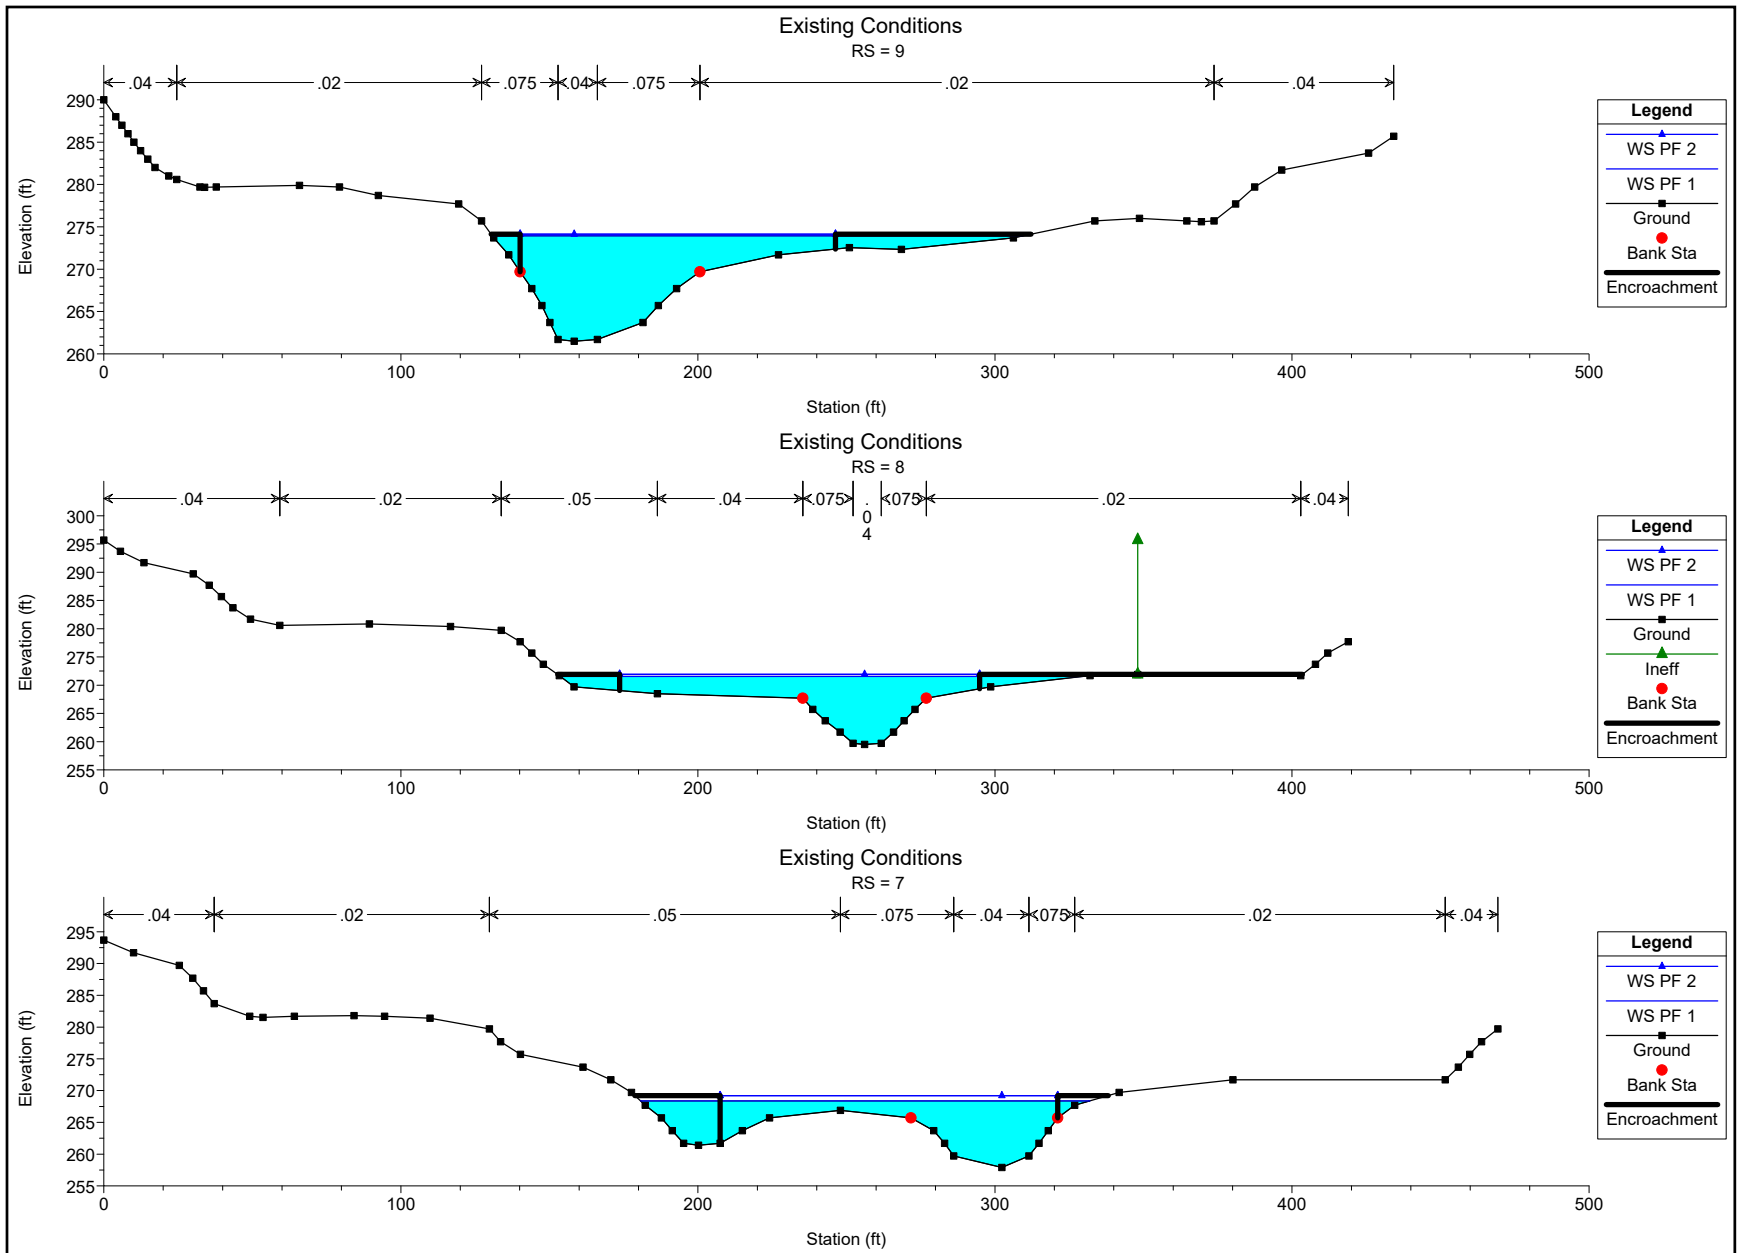 Existing Conditions
RS = 9
.04 .02 .075 .04 .075 .02 .04
290
285
280
275
270
265
260
Elevation (ft)
0 100 200 300 400 500
Station (ft)
Legend
WS PF 2
WS PF 1
Ground
Bank Sta
Encroachment
Existing Conditions
RS = 8
.04 .02 .05 .04 .075 .04 .075 .02 .04
300
295
290
285
280
275
270
265
260
255
Elevation (ft)
0 100 200 300 400 500
Station (ft)
Legend
WS PF 2
WS PF 1
Ground
Ineff
Bank Sta
Encroachment
Existing Conditions
RS = 7
.04 .02 .05 .075 .04 .075 .02 .04
295
290
285
280
275
270
265
260
255
Elevation (ft)
0 100 200 300 400 500
Station (ft)
Legend
WS PF 2
WS PF 1
Ground
Bank Sta
Encroachment